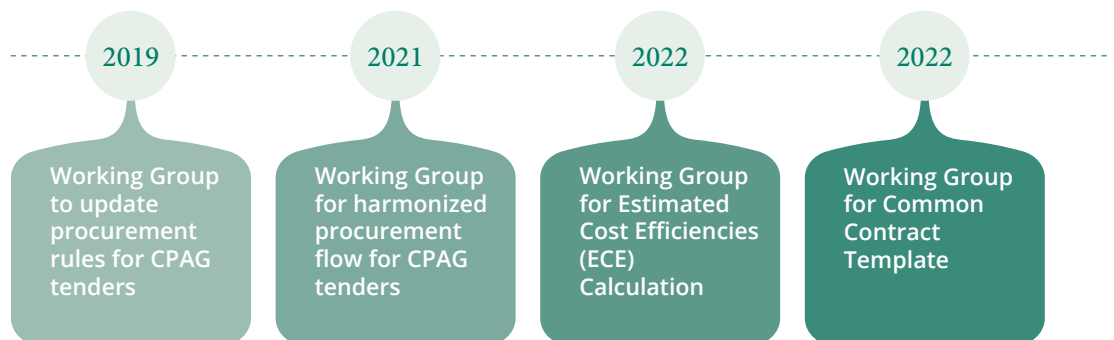 2019
Working Group
to update
procurement
rules for CPAG
tenders
2021
Working Group
for harmonized
procurement
flow for CPAG
tenders
2022
Working Group
for Estimated
Cost Efficiencies
(ECE)
Calculation
2022
Working Group
for Common
Contract
Template